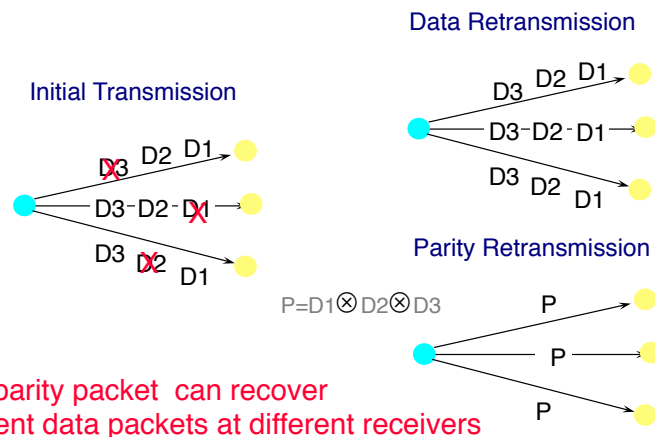 Data Retransmission
D3 D2 D1
D3 D2 D1
D3 D2 D1
Initial Transmission
D3 D2 D1
D3 D2 D1
D3 D2 D1
Parity Retransmission
P=D1⊗D2⊗D3
P
P
P
parity packet can recover
ent data packets at different receivers